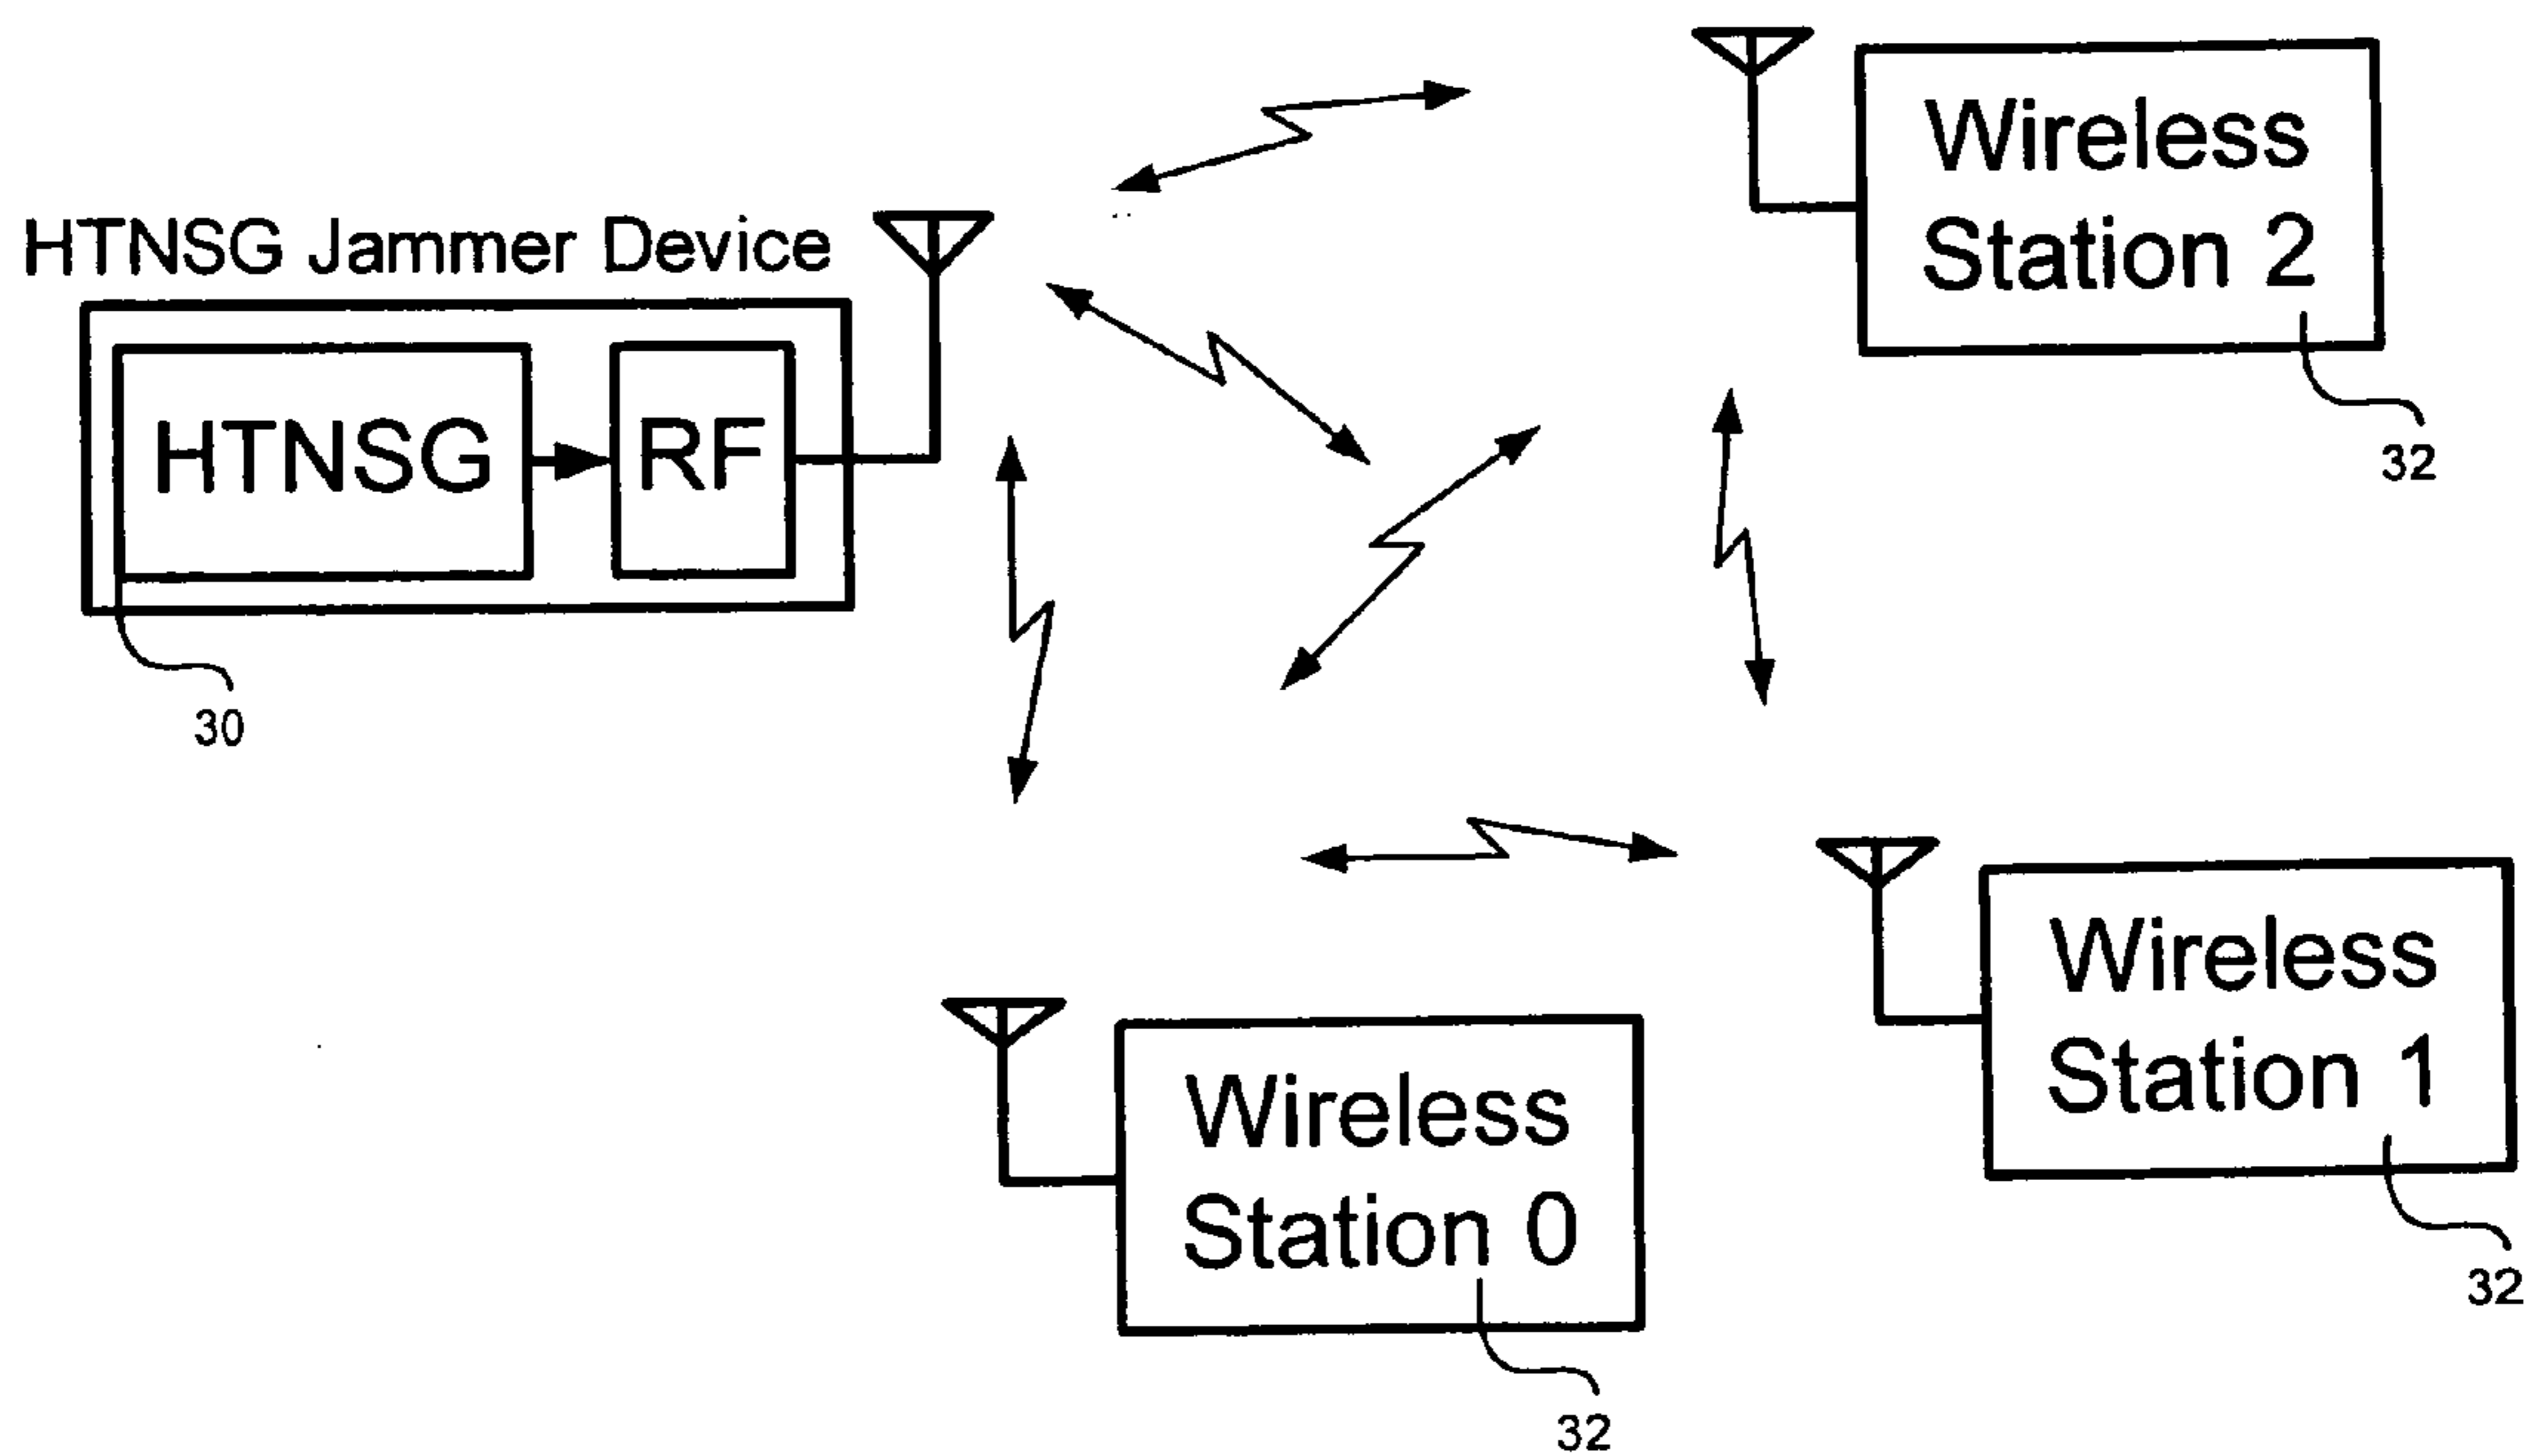 Wireless
Station 2
32
HTNSG Jammer Device
HTNSG
RF
30
Wireless
Station 1
32
Wireless
Station 0
32